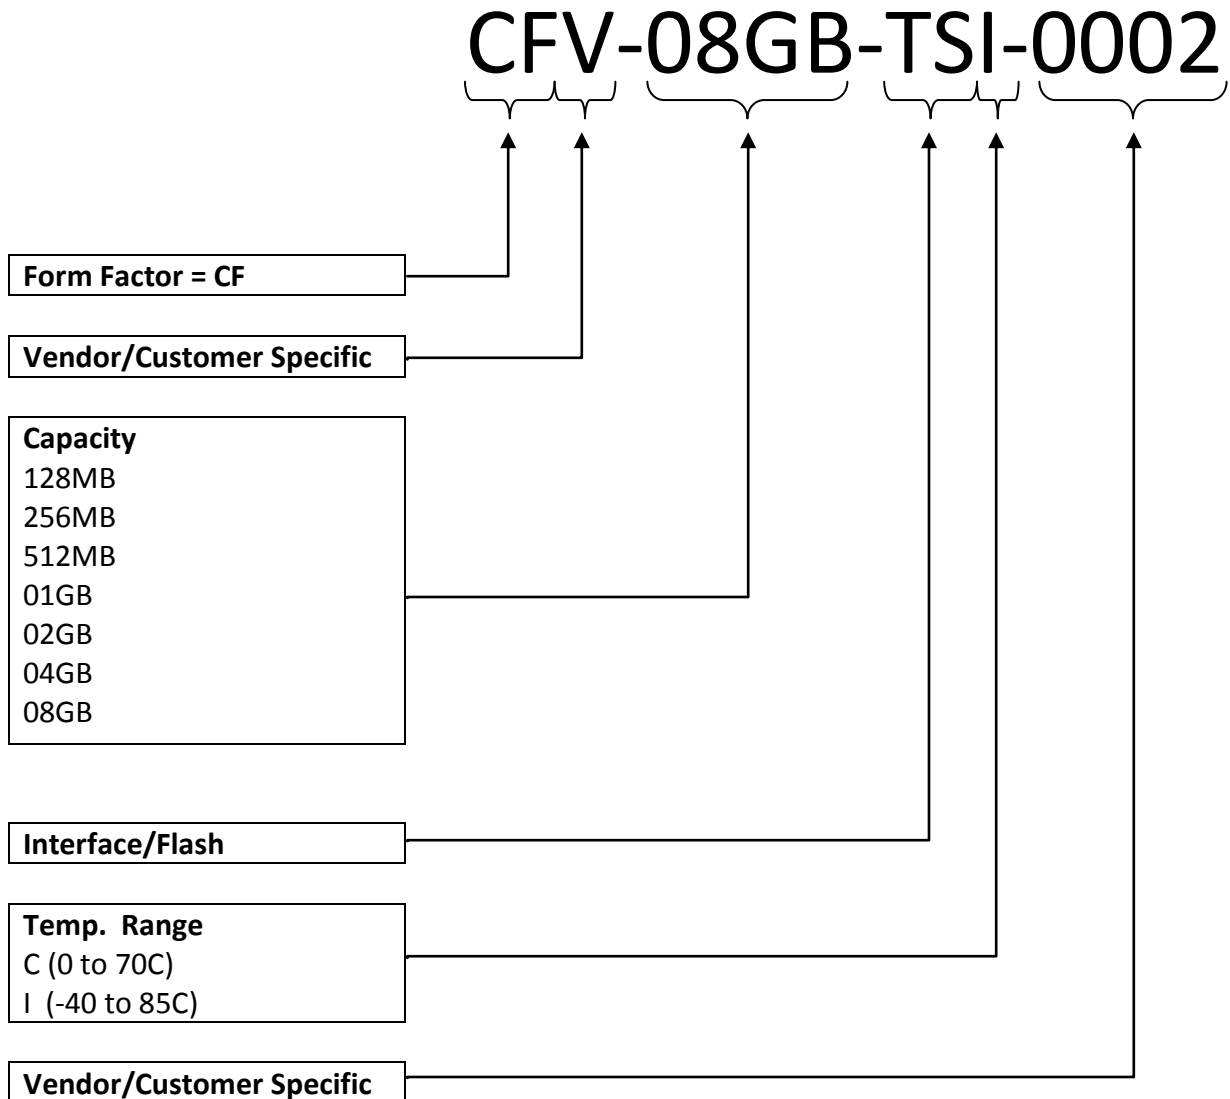 CFV-08GB-TSI-0002
Form Factor = CF
Vendor/Customer Specific
Capacity
128MB
256MB
512MB
01GB
02GB
04GB
08GB
Interface/Flash
Temp. Range
C (0 to 70C)
I (-40 to 85C)
Vendor/Customer Specific